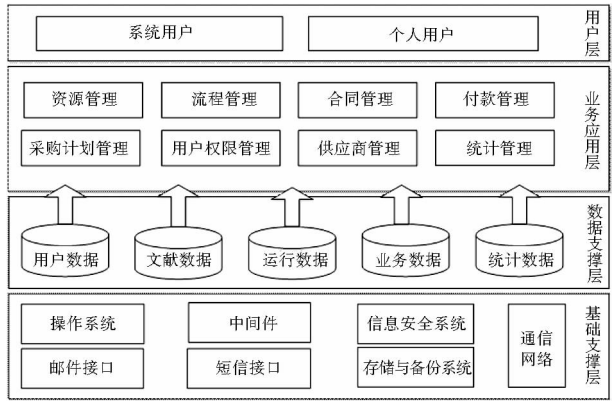 系统用户
个人用户
用户层
资源管理
流程管理
合同管理
付款管理
采购计划管理
用户权限管理
供应商管理
统计管理
业务应用层
用户数据
文献数据
运行数据
业务数据
统计数据
数据支撑层
操作系统
中间件
信息安全系统
邮件接口
短信接口
存储与备份系统
通信
网络
基础支撑层